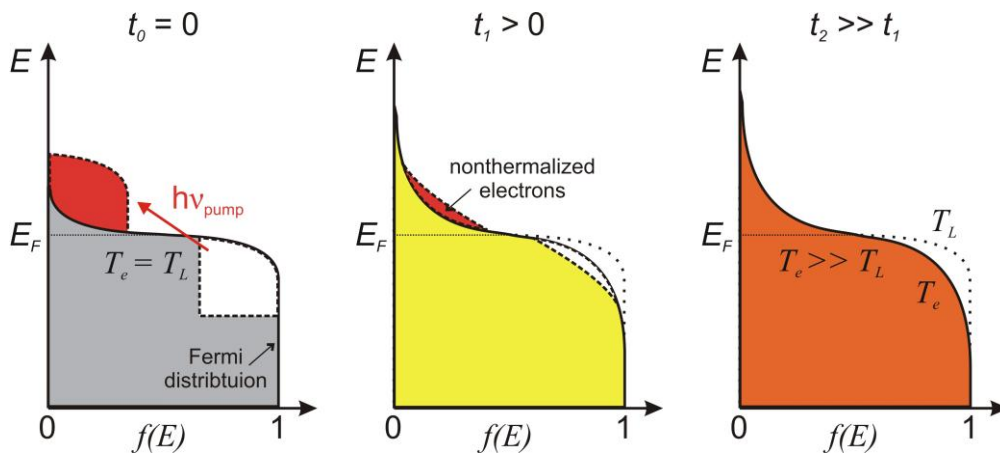 t₀ = 0
E
E_F
hν_pump
T_e = T_L
Fermi
distribtuion
0
f(E)
1
t₁ > 0
E
nonthermalized
electrons
E_F
0
f(E)
1
t₂ >> t₁
E
T_L
E_F
T_e >> T_L
T_e
0
f(E)
1